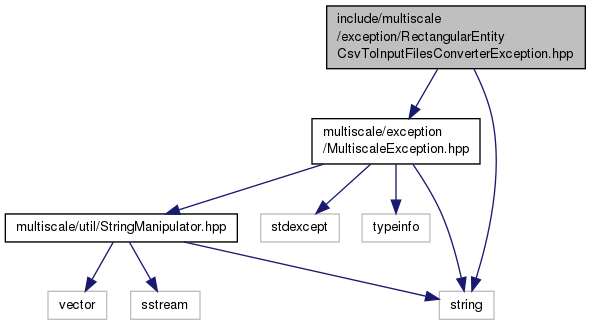 include/multiscale
/exception/RectangularEntity
CsvToInputFilesConverterException.hpp
multiscale/exception
/MultiscaleException.hpp
multiscale/util/StringManipulator.hpp
stdexcept
typeinfo
vector
sstream
string